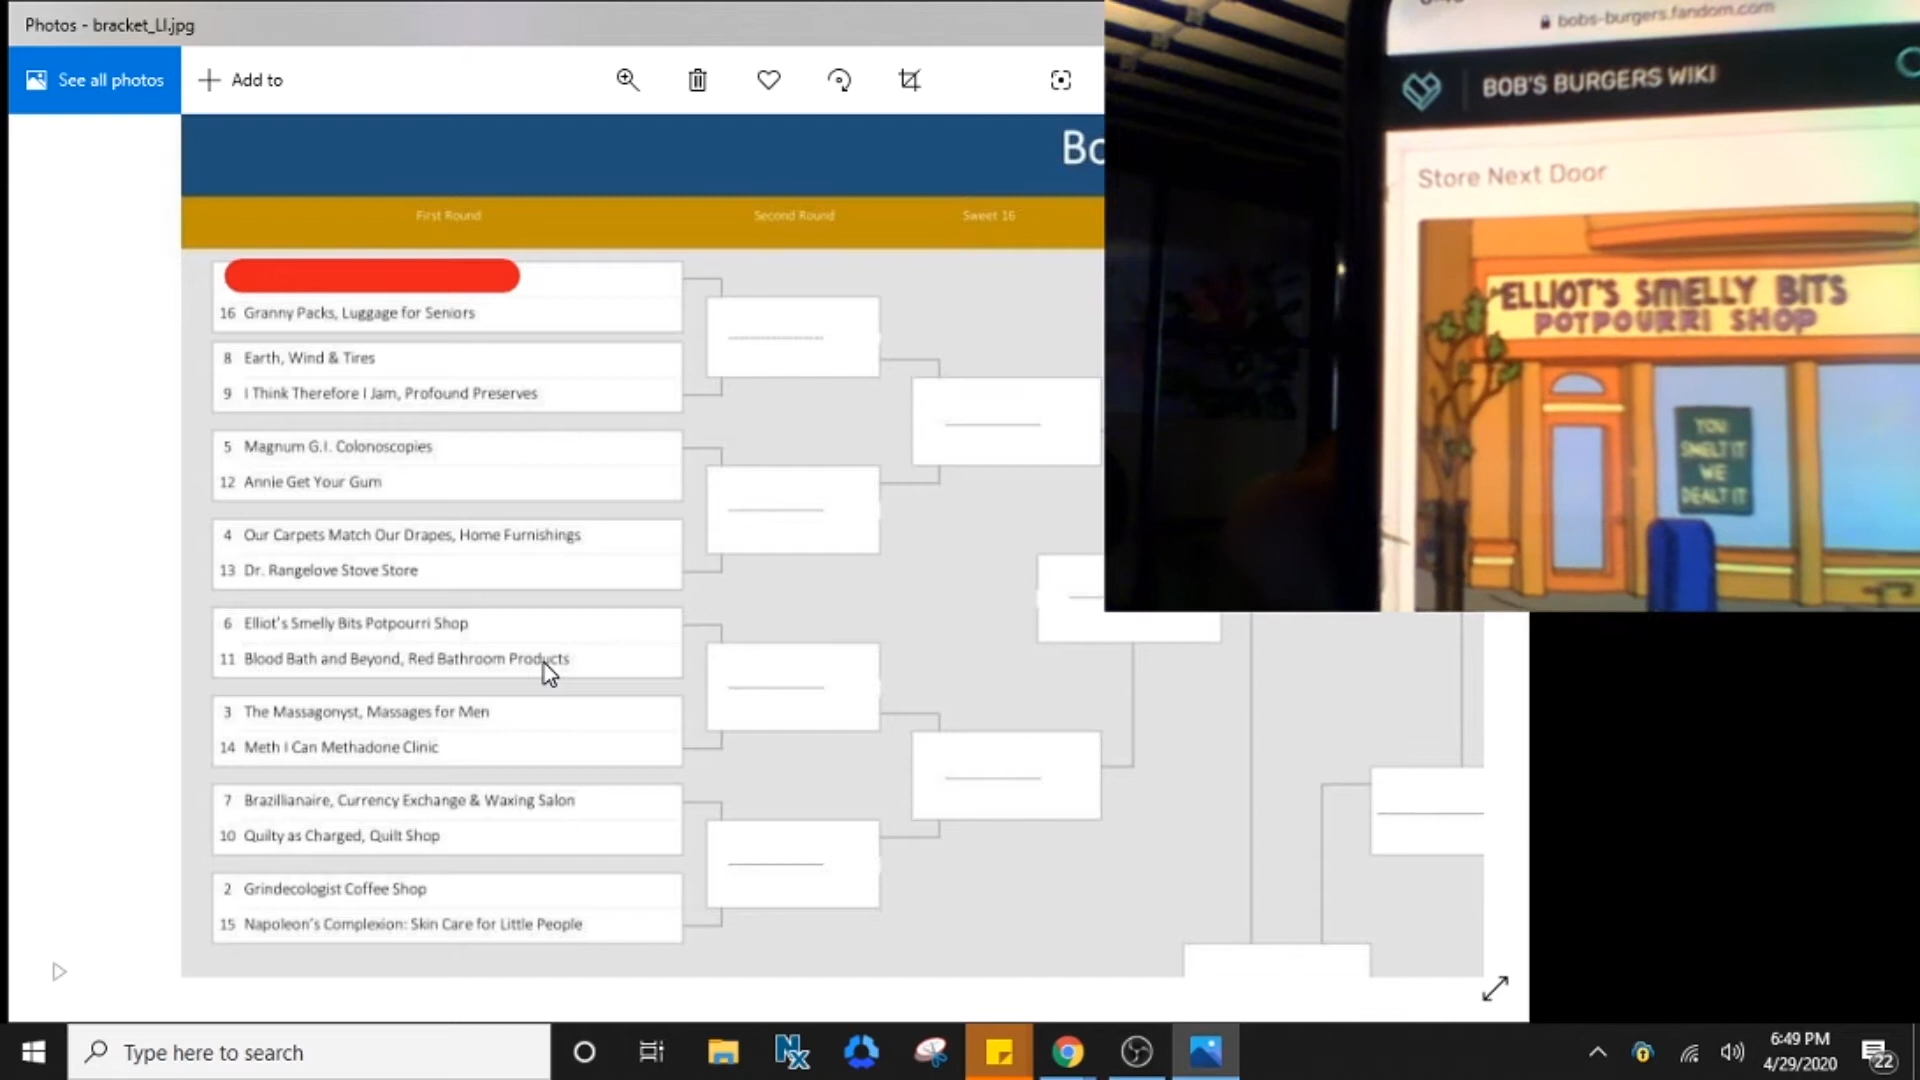 Photos - bracket_LI.jpg
See all photos
Add to
First Round
Second Round
Sweet 16
16 Granny Packs, Luggage for Seniors
8 Earth, Wind & Tires
9 I Think Therefore I Jam, Profound Preserves
5 Magnum G.I. Colonoscopies
12 Annie Get Your Gum
4 Our Carpets Match Our Drapes, Home Furnishings
13 Dr. Rangelove Stove Store
6 Elliot's Smelly Bits Potpourri Shop
11 Blood Bath and Beyond, Red Bathroom Products
3 The Massagonyst, Massages for Men
14 Meth I Can Methadone Clinic
7 Brazillianaire, Currency Exchange & Waxing Salon
10 Quilty as Charged, Quilt Shop
2 Grindecologist Coffee Shop
15 Napoleon's Complexion: Skin Care for Little People
bobs-burgers.fandom.com
BOB'S BURGERS WIKI
Store Next Door
ELLIOT'S SMELLY BITS
POTPOURRI SHOP
YOU
SMELT IT
WE
DEALT IT
Type here to search
6:49 PM
4/29/2020
22